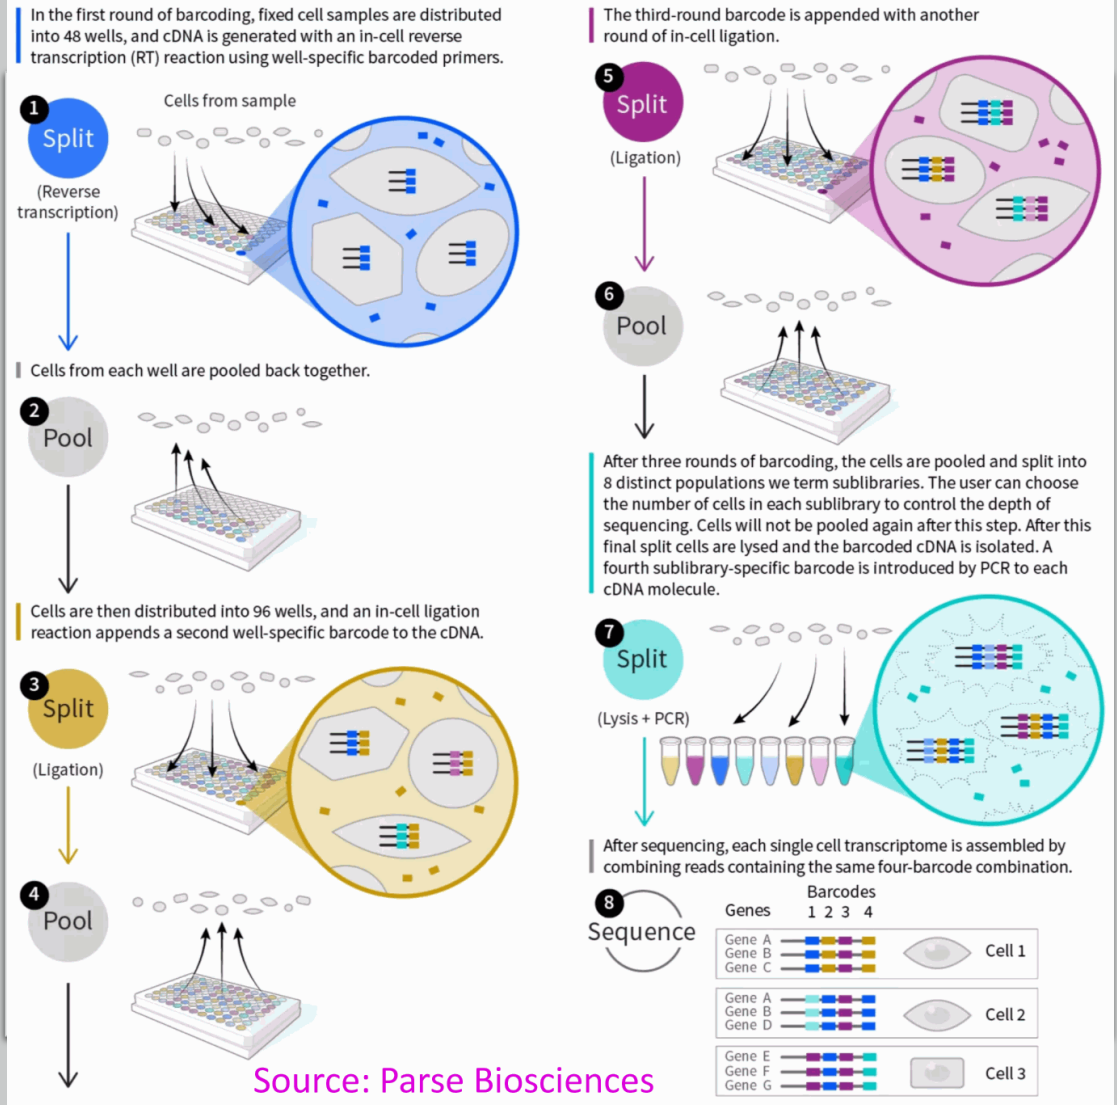 In the first round of barcoding, fixed cell samples are distributed
into 48 wells, and cDNA is generated with an in-cell reverse
transcription (RT) reaction using well-specific barcoded primers.
1
Split
(Reverse
transcription)
Cells from sample
Cells from each well are pooled back together.
2
Pool
Cells are then distributed into 96 wells, and an in-cell ligation
reaction appends a second well-specific barcode to the cDNA.
3
Split
(Ligation)
4
Pool
The third-round barcode is appended with another
round of in-cell ligation.
5
Split
(Ligation)
6
Pool
After three rounds of barcoding, the cells are pooled and split into
8 distinct populations we term sublibraries. The user can choose
the number of cells in each sublibrary to control the depth of
sequencing. Cells will not be pooled again after this step. After this
final split cells are lysed and the barcoded cDNA is isolated. A
fourth sublibrary-specific barcode is introduced by PCR to each
cDNA molecule.
7
Split
(Lysis + PCR)
After sequencing, each single cell transcriptome is assembled by
combining reads containing the same four-barcode combination.
8
Sequence
Barcodes
Genes 1 2 3 4
Gene A
Gene B
Gene C
Cell 1
Gene A
Gene B
Gene D
Cell 2
Gene E
Gene F
Gene G
Cell 3
Source: Parse Biosciences